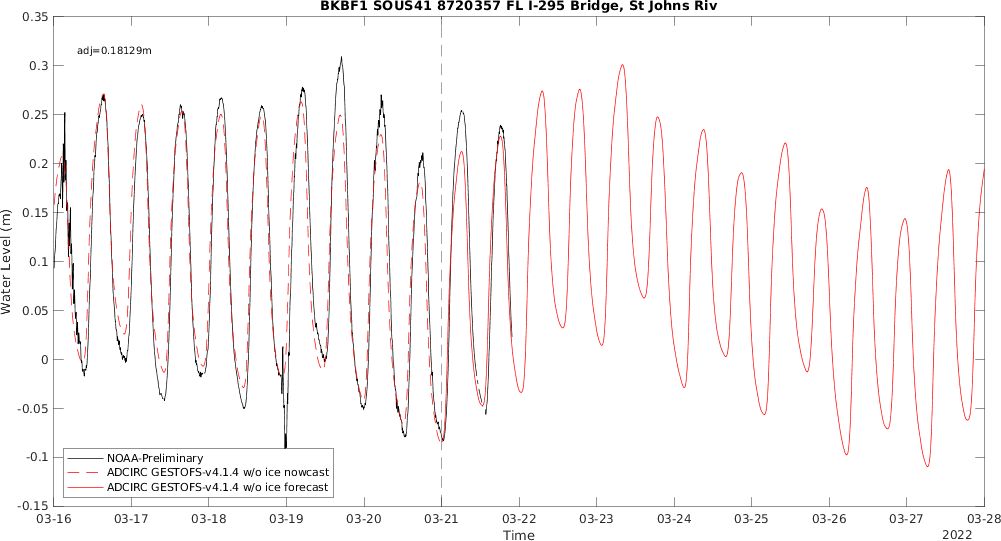 BKBF1 SOUS41 8720357 FL I-295 Bridge, St Johns Riv
adj=0.18129m
0.35
0.3
0.25
0.2
0.15
0.1
0.05
0
-0.05
-0.1
-0.15
Water Level (m)
NOAA-Preliminary
ADCIRC GESTOFS-v4.1.4 w/o ice nowcast
ADCIRC GESTOFS-v4.1.4 w/o ice forecast
03-16 03-17 03-18 03-19 03-20 03-21 03-22 03-23 03-24 03-25 03-26 03-27 03-28
Time
2022